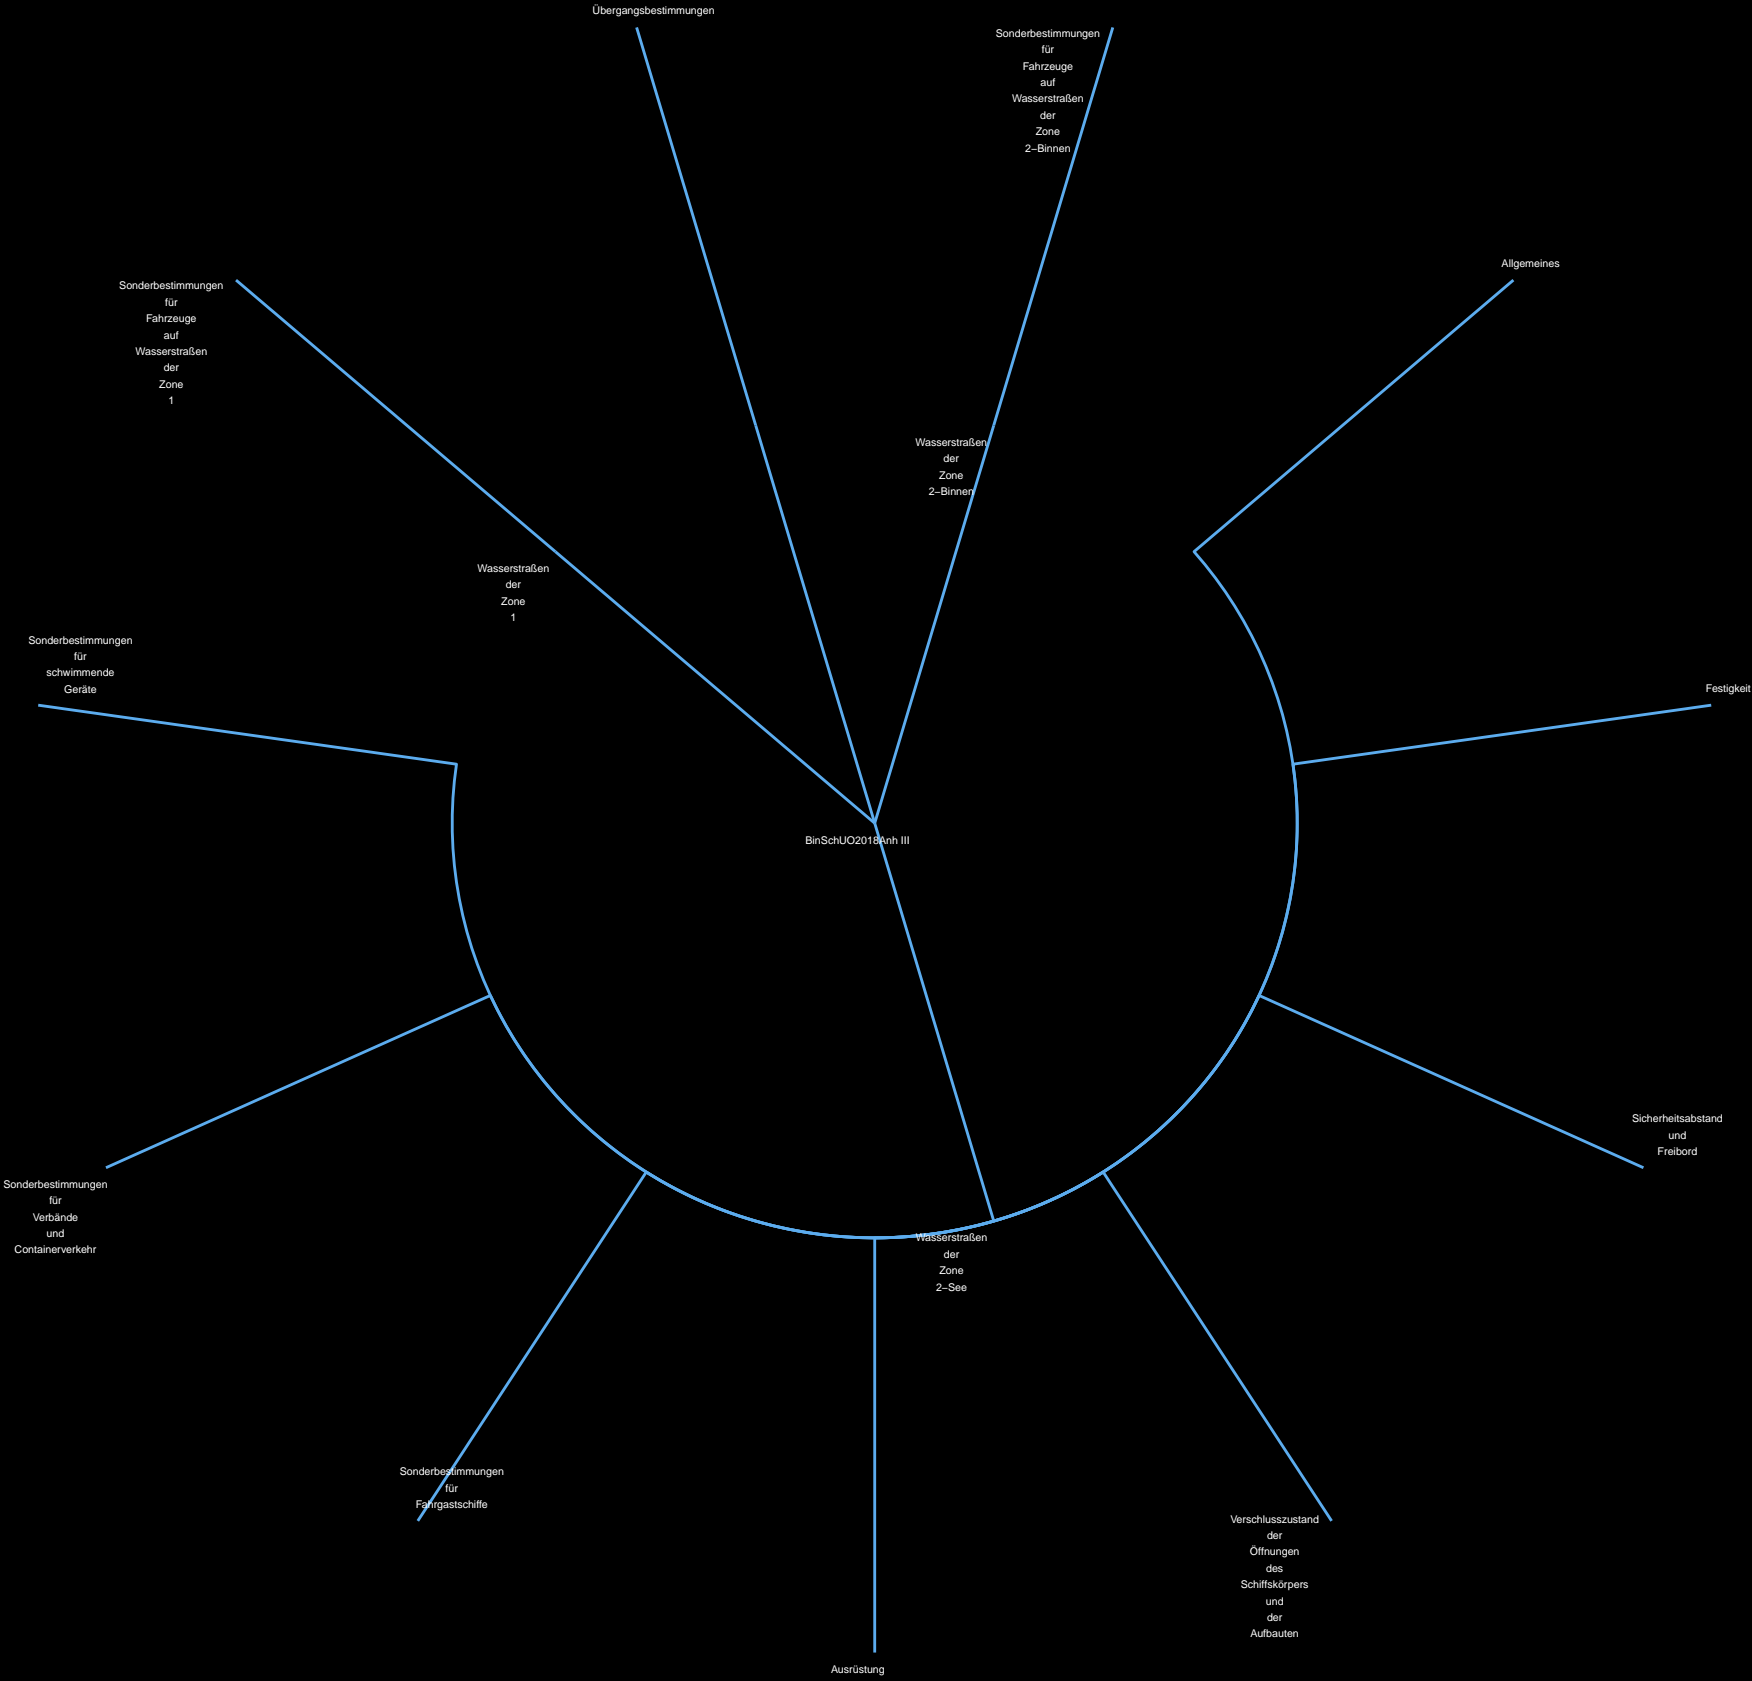 Übergangsbestimmungen
Sonderbestimmungen
für
Fahrzeuge
auf
Wasserstraßen
der
Zone
2–Binnen
Allgemeines
Sonderbestimmungen
für
Fahrzeuge
auf
Wasserstraßen
der
Zone
1
Wasserstraßen
der
Zone
2–Binnen
Wasserstraßen
der
Zone
1
Sonderbestimmungen
für
schwimmende
Geräte
Festigkeit
BinSchUO2018Anh III
Sicherheitsabstand
und
Freibord
Sonderbestimmungen
für
Verbände
und
Containerverkehr
Wasserstraßen
der
Zone
2–See
Sonderbestimmungen
für
Fahrgastschiffe
Verschlusszustand
der
Öffnungen
des
Schiffskörpers
und
der
Aufbauten
Ausrüstung